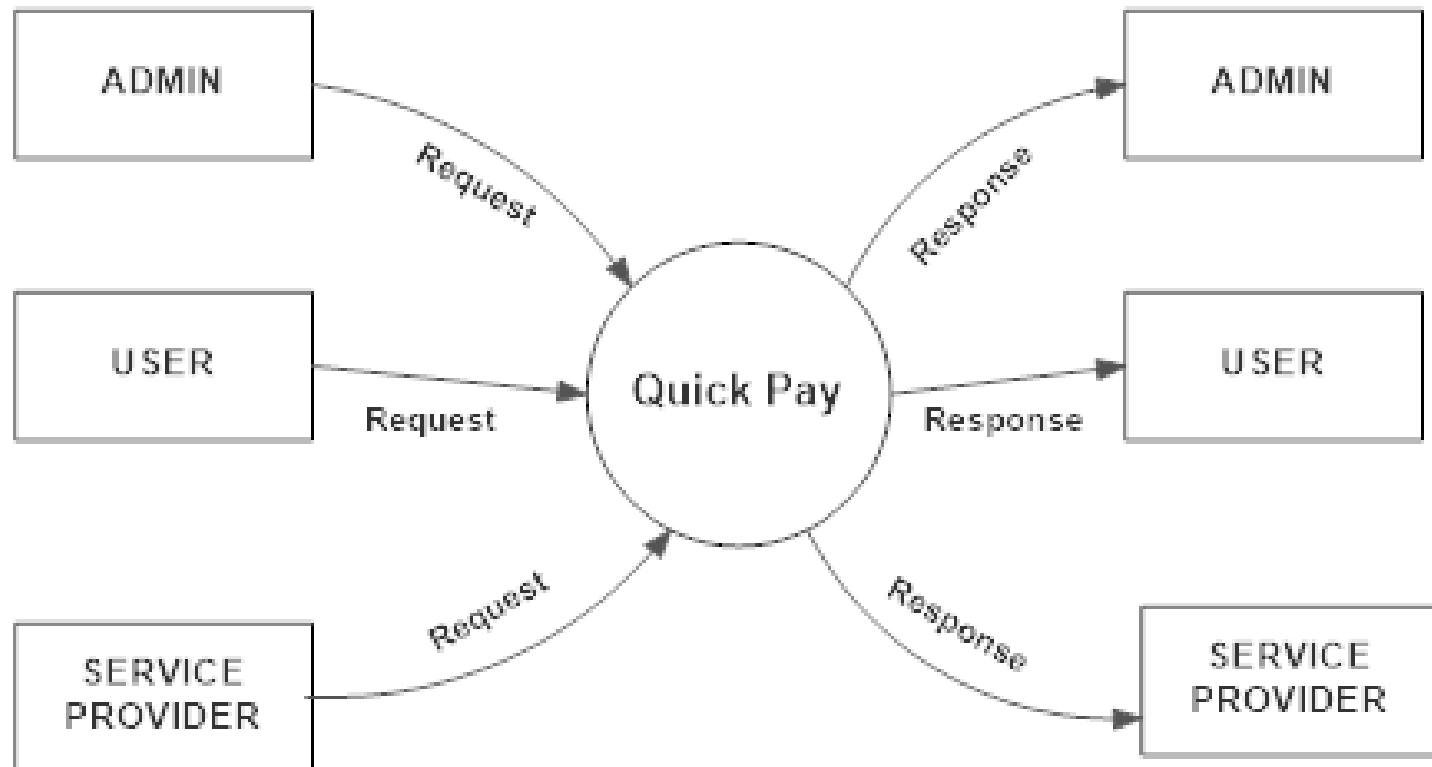 ADMIN
ADMIN
Request
Response
USER
Quick Pay
USER
Request
Response
Request
Response
SERVICE
PROVIDER
SERVICE
PROVIDER